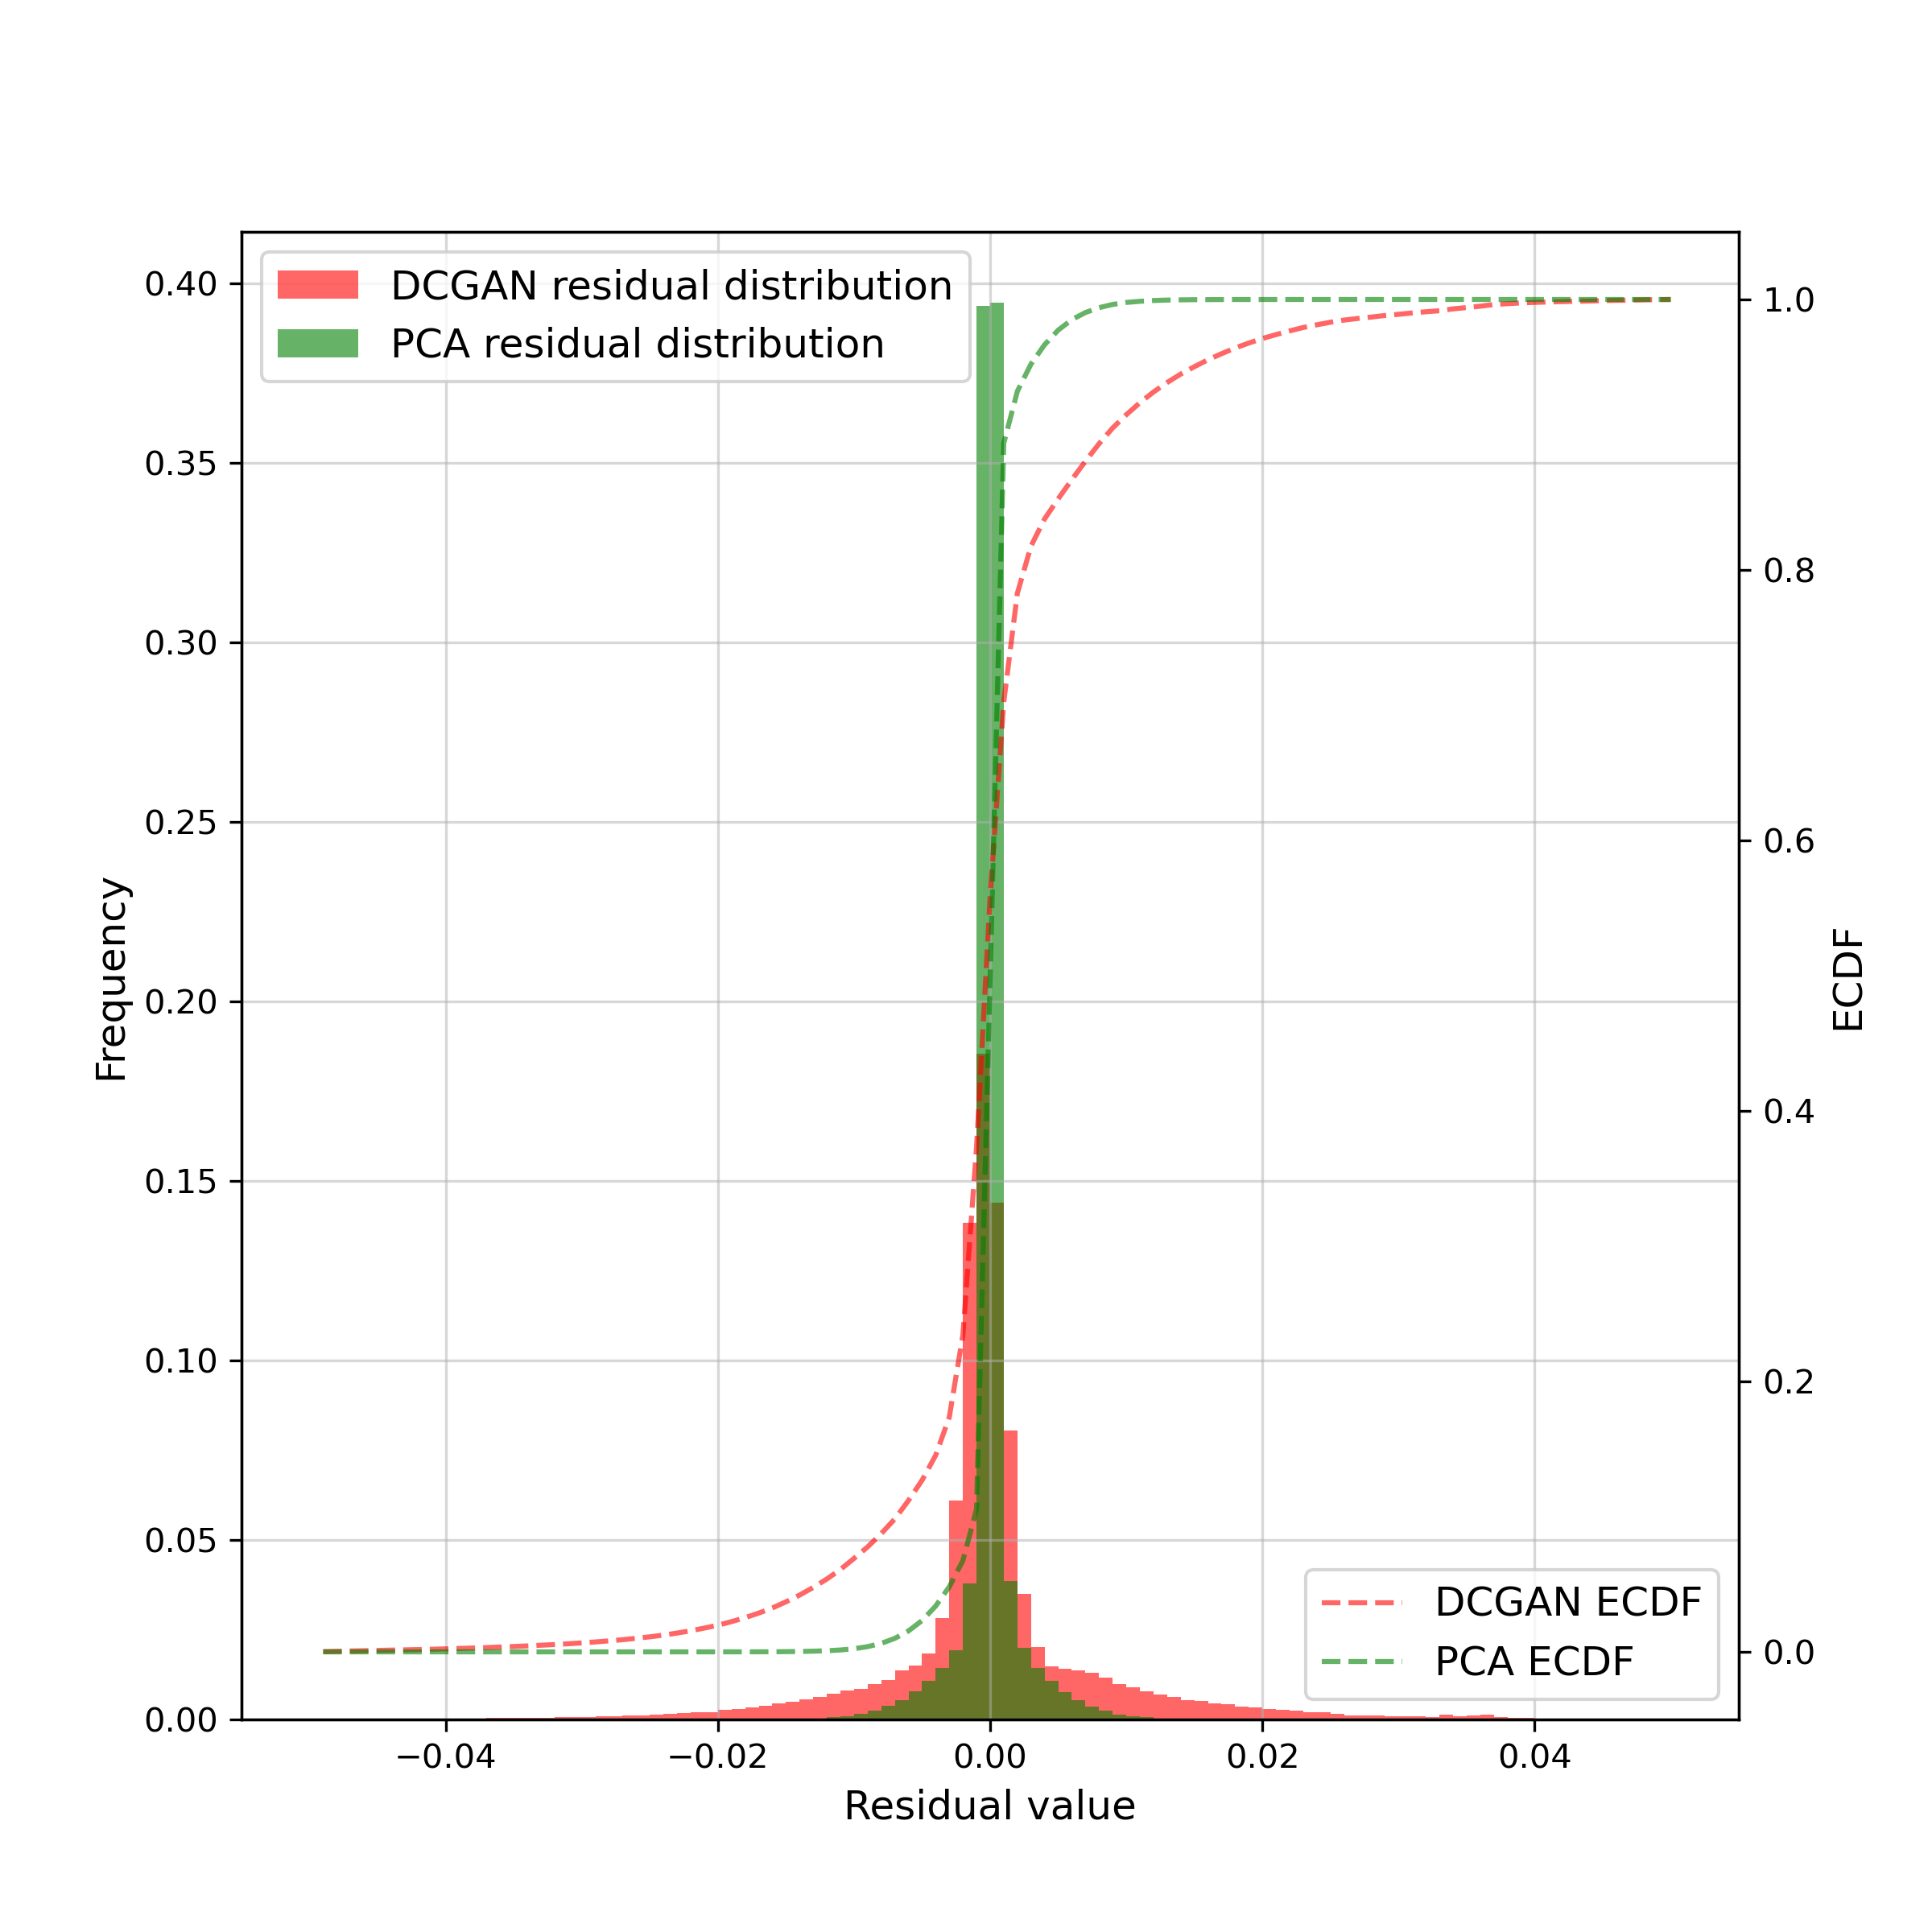 DCGAN residual distribution
PCA residual distribution
0.40
0.35
0.30
0.25
0.20
0.15
0.10
0.05
0.00
Frequency
1.0
0.8
0.6
0.4
0.2
0.0
ECDF
DCGAN ECDF
PCA ECDF
−0.04 −0.02 0.00 0.02 0.04
Residual value